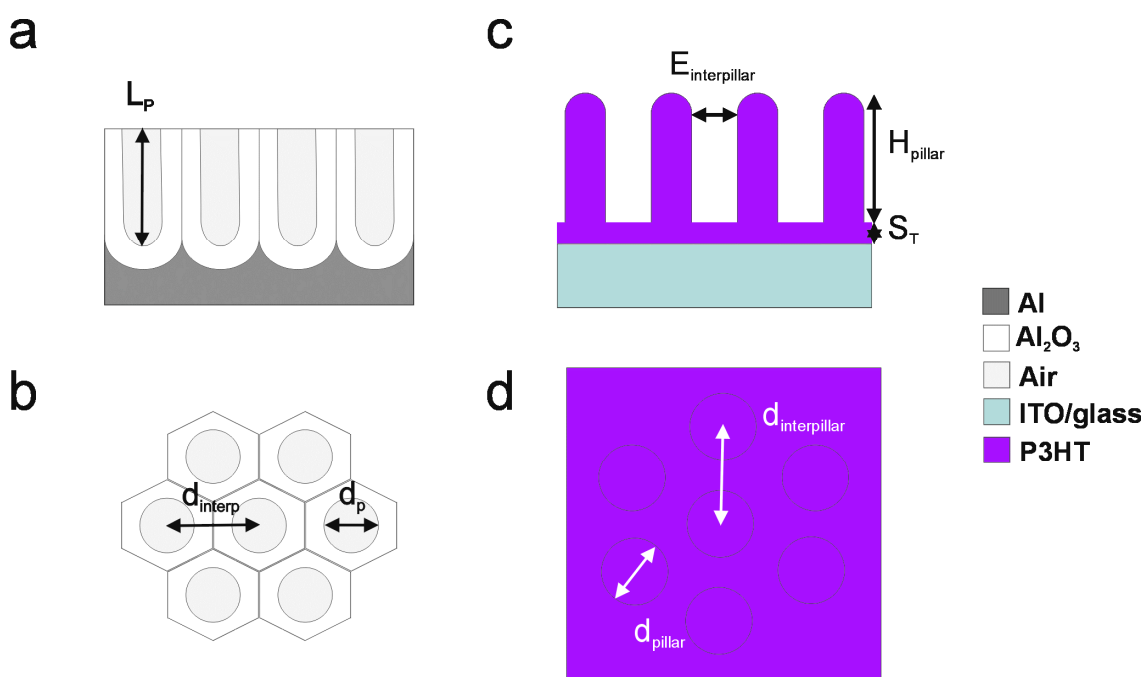 a
L_P
b
d_interp
d_p
c
E_interpillar
H_pillar
S_T
d
d_interpillar
d_pillar
Al
Al₂O₃
Air
ITO/glass
P3HT